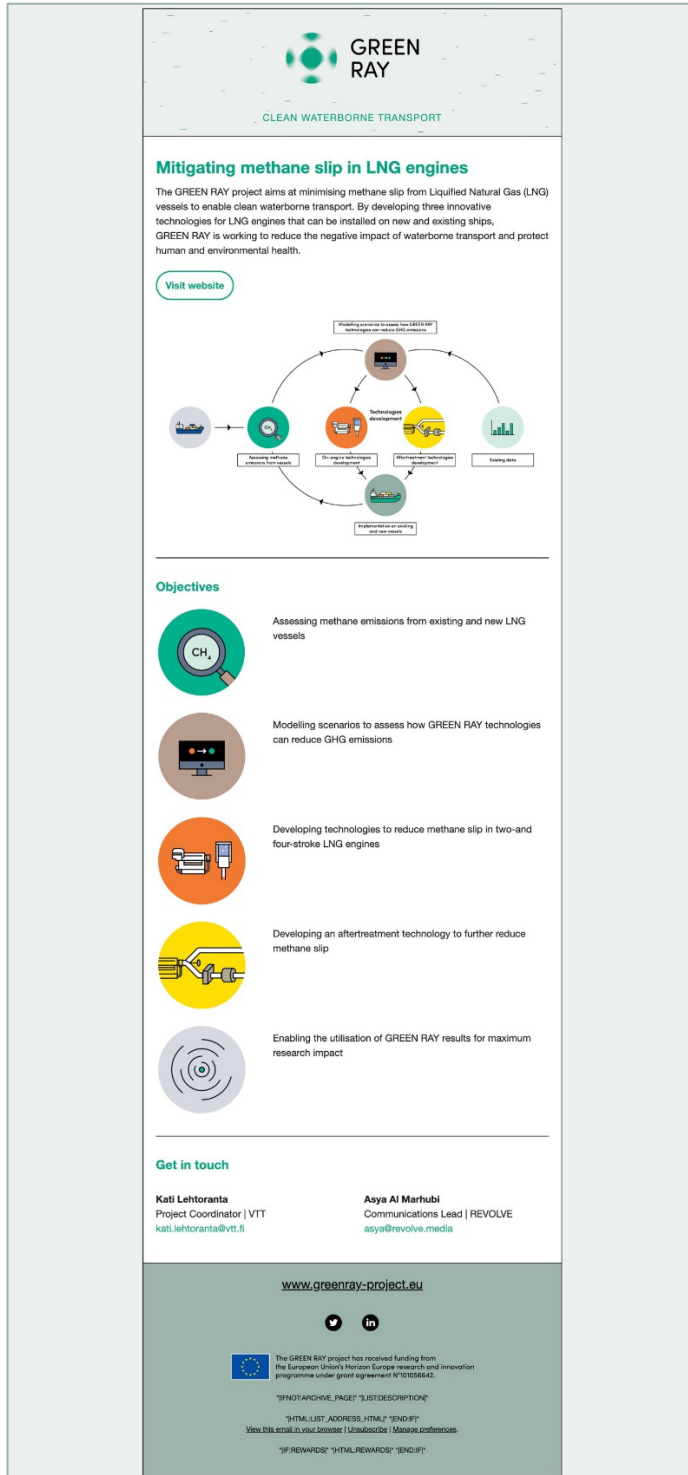 GREEN
RAY
CLEAN WATERBORNE TRANSPORT
Mitigating methane slip in LNG engines
The GREEN RAY project aims at minimising methane slip from Liquified Natural Gas (LNG)
vessels to enable clean waterborne transport. By developing three innovative
technologies for LNG engines that can be installed on new and existing ships,
GREEN RAY is working to reduce the negative impact of waterborne transport and protect
human and environmental health.
Visit website
Modelling scenarios to assess how GREEN RAY
technologies can reduce GHG emissions
Technologies
development
CH4
Assessing methane
emissions from vessels
On-engine technologies
development
Aftertreatment technologies
development
Existing data
Implementation on existing
and new vessels
Objectives
CH4
Assessing methane emissions from existing and new LNG
vessels
Modelling scenarios to assess how GREEN RAY technologies
can reduce GHG emissions
Developing technologies to reduce methane slip in two-and
four-stroke LNG engines
Developing an aftertreatment technology to further reduce
methane slip
Enabling the utilisation of GREEN RAY results for maximum
research impact
Get in touch
Kati Lehtoranta
Project Coordinator | VTT
kati.lehtoranta@vtt.fi
Asya Al Marhubi
Communications Lead | REVOLVE
asya@revolve.media
www.greenray-project.eu
in
The GREEN RAY project has received funding from
the European Union's Horizon Europe research and innovation
programme under grant agreement N°101056642.
*|IFNOT:ARCHIVE_PAGE|* *|LIST:DESCRIPTION|*
*|HTML:LIST_ADDRESS_HTML|* *|END:IF|*
View this email in your browser | Unsubscribe | Manage preferences.
*|IF:REWARDS|* *|HTML:REWARDS|* *|END:IF|*